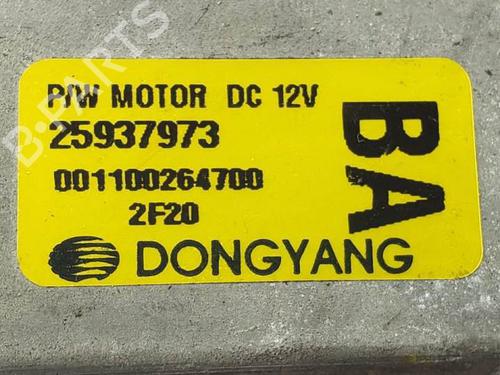 P/W MOTOR DC 12V
25937973
001100264700
2F20
BA
DONGYANG
B-PARTS